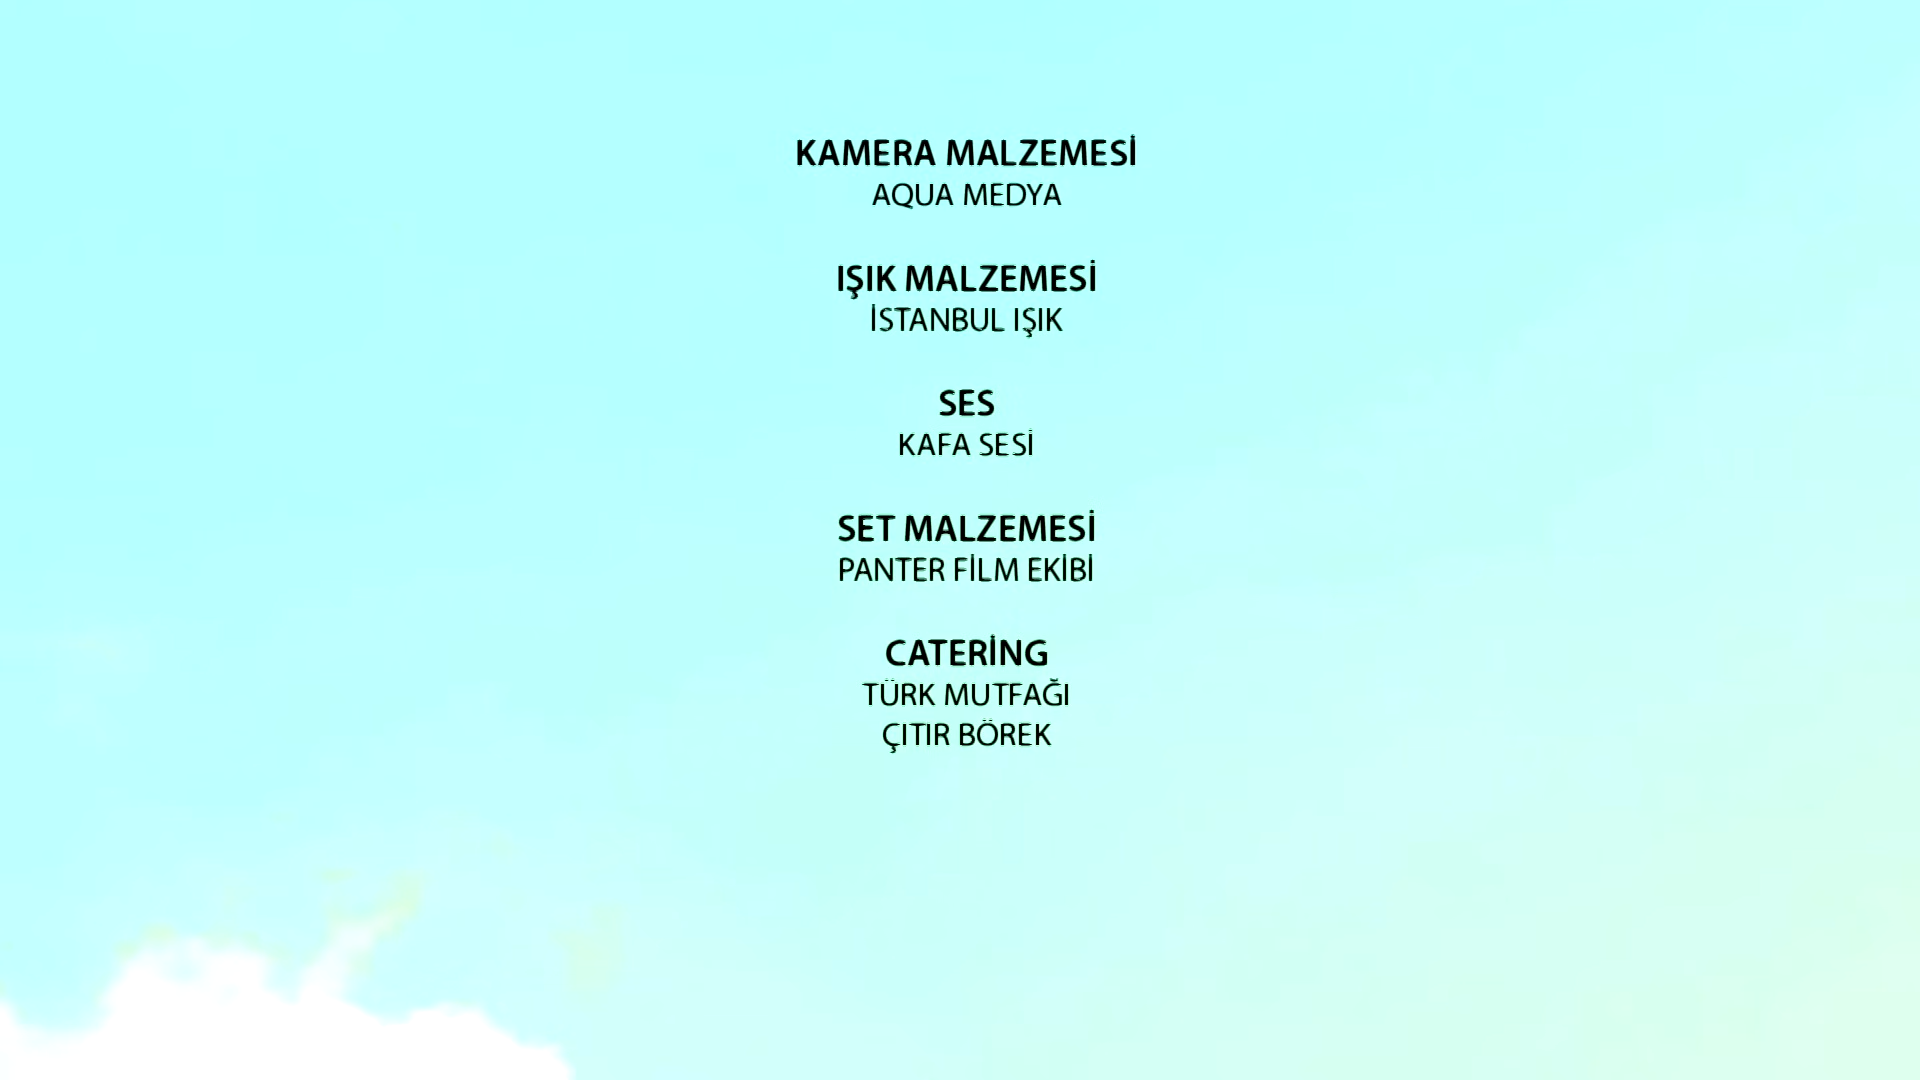 KAMERA MALZEMESİ
AQUA MEDYA
IŞIK MALZEMESİ
İSTANBUL IŞIK
SES
KAFA SESİ
SET MALZEMESİ
PANTER FİLM EKİBİ
CATERİNG
TÜRK MUTFAĞI
ÇITIR BÖREK